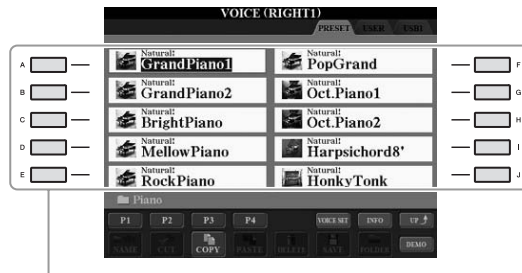 VOICE (RIGHT1)
PRESET USER USB1
A Natural! GrandPiano1 Natural! PopGrand F
B Natural! GrandPiano2 Natural! Oct.Piano1 G
C Natural! BrightPiano Natural! Oct.Piano2 H
D Natural! MellowPiano Natural! Harpsichord8' I
E Natural! RockPiano Natural! HonkyTonk J
Piano
P1 P2 P3 P4 VOICE SET INFO UP
NAME CUT COPY PASTE DELETE SAVE FOLDER DEMO